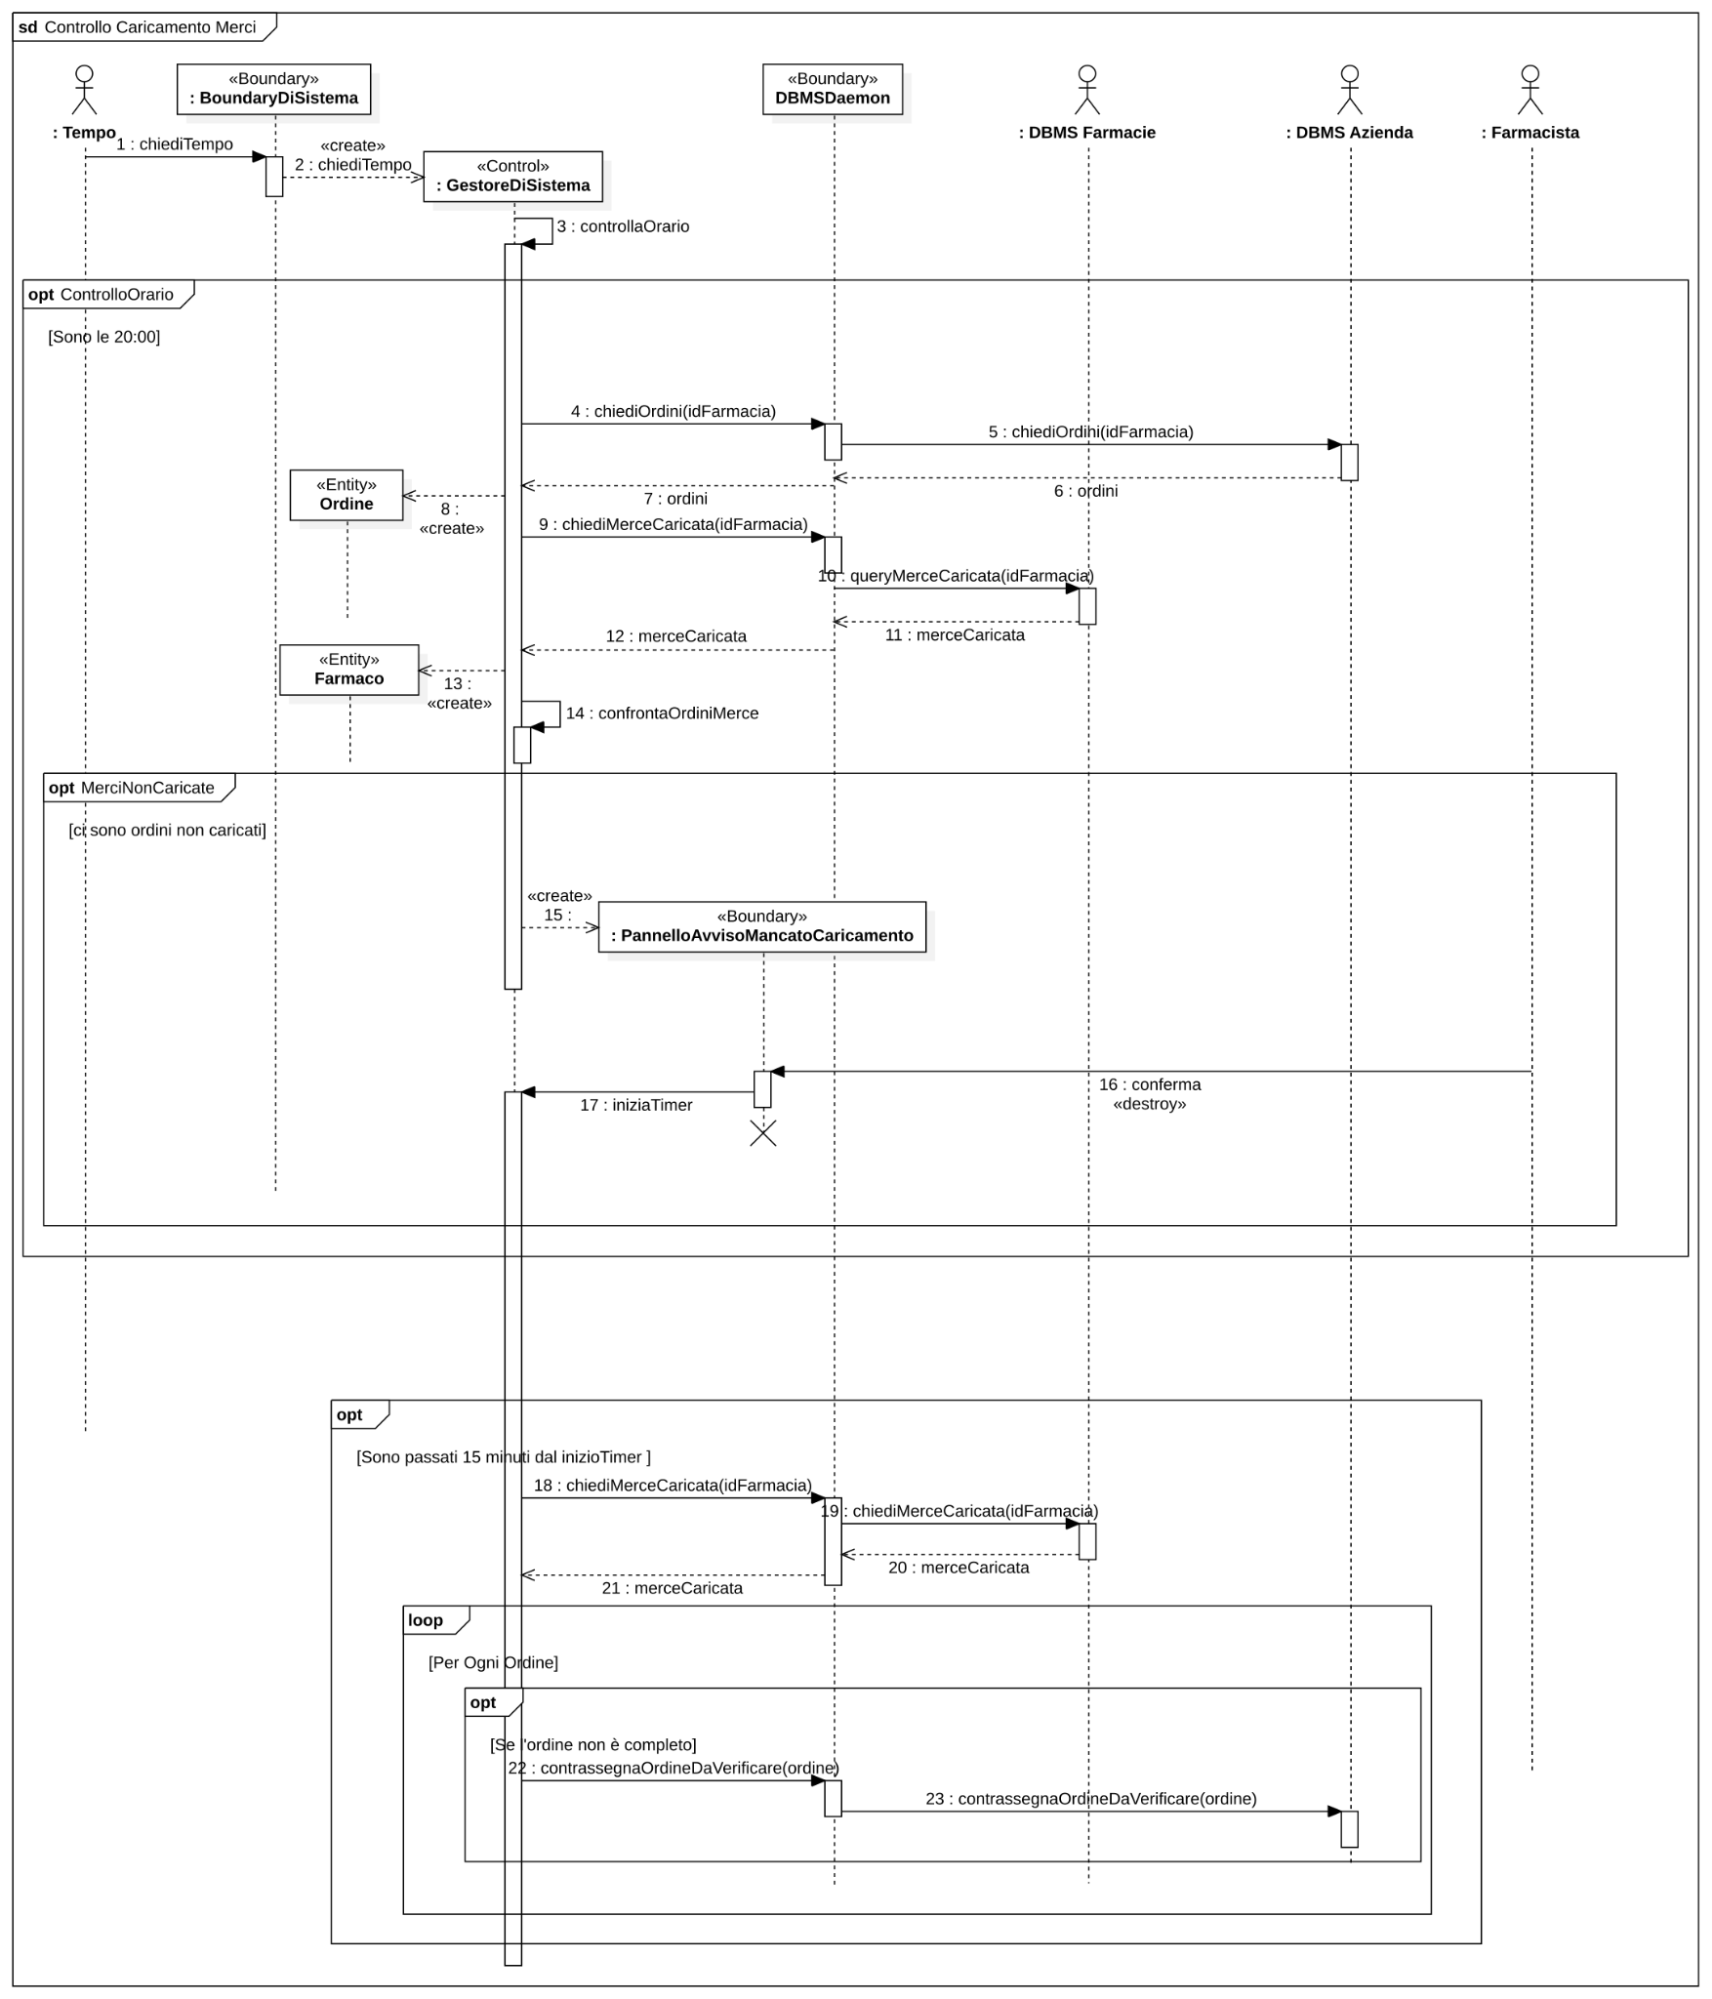 sd Controllo Caricamento Merci
«Boundary»
: BoundaryDiSistema
«Boundary»
DBMSDaemon
: Tempo
: DBMS Farmacie
: DBMS Azienda
: Farmacista
1 : chiediTempo
«create»
2 : chiediTempo
«Control»
: GestoreDiSistema
3 : controllaOrario
opt ControlloOrario
[Sono le 20:00]
4 : chiediOrdini(idFarmacia)
5 : chiediOrdini(idFarmacia)
«Entity»
Ordine
6 : ordini
7 : ordini
8 :
«create»
9 : chiediMerceCaricata(idFarmacia)
10 : queryMerceCaricata(idFarmacia)
11 : merceCaricata
12 : merceCaricata
«Entity»
Farmaco
13 :
«create»
14 : confrontaOrdiniMerce
opt MerciNonCaricate
[ci sono ordini non caricati]
«create»
15 :
«Boundary»
: PannelloAvvisoMancatoCaricamento
16 : conferma
«destroy»
17 : iniziaTimer
opt
[Sono passati 15 minuti dal inizioTimer ]
18 : chiediMerceCaricata(idFarmacia)
19 : chiediMerceCaricata(idFarmacia)
20 : merceCaricata
21 : merceCaricata
loop
[Per Ogni Ordine]
opt
[Se l'ordine non è completo]
22 : contrassegnaOrdineDaVerificare(ordine)
23 : contrassegnaOrdineDaVerificare(ordine)